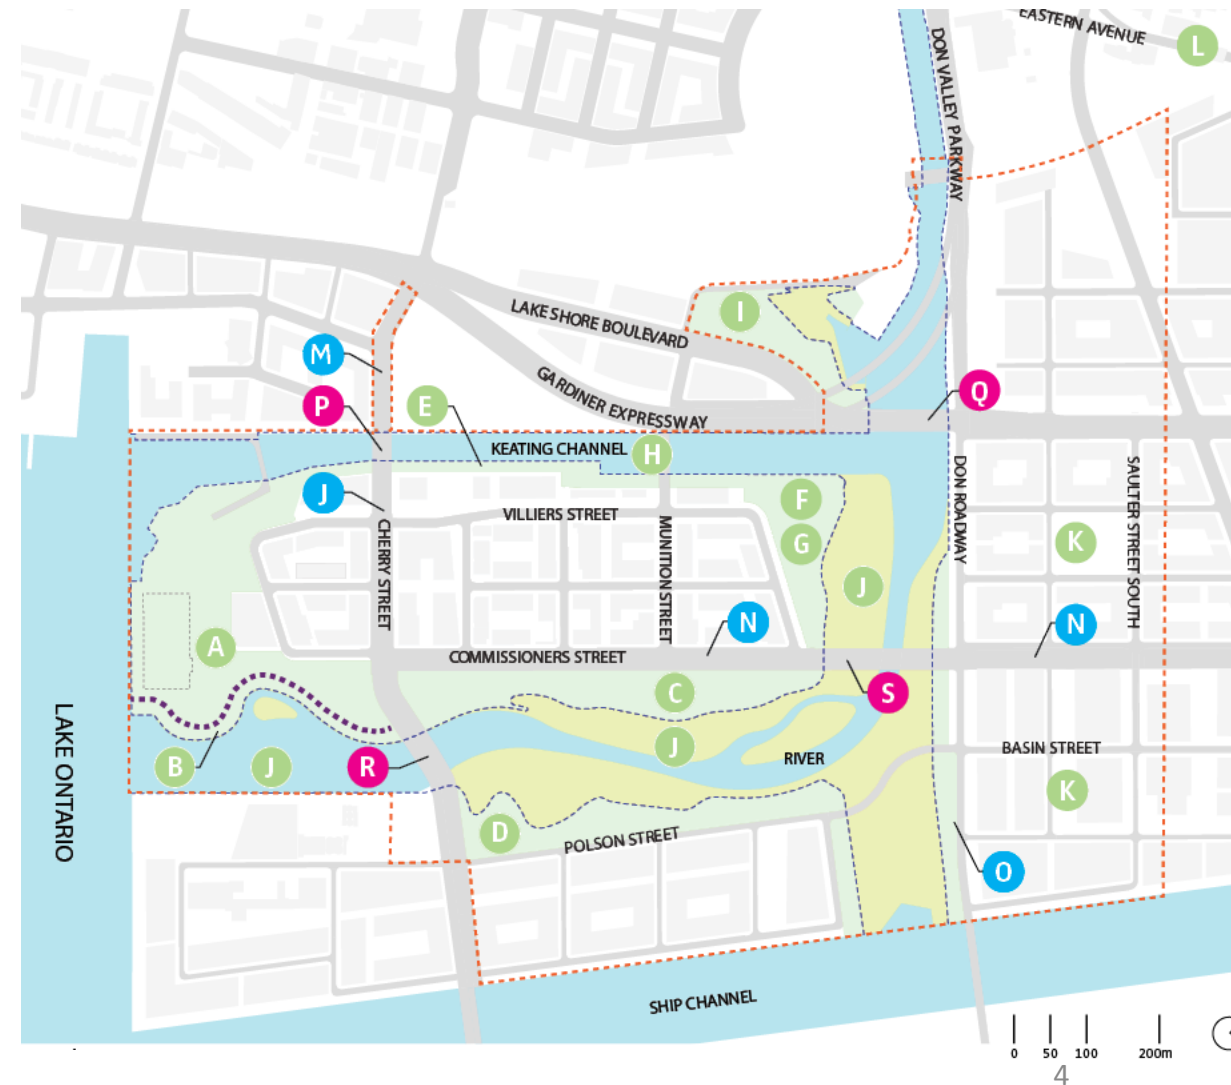 EASTERN AVENUE
L
DON VALLEY PARKWAY
I
LAKE SHORE BOULEVARD
M
GARDINER EXPRESSWAY
P
E
Q
KEATING CHANNEL
H
J
VILLIERS STREET
F
G
CHERRY STREET
MUNITION STREET
DON ROADWAY
SAULTER STREET SOUTH
K
J
N
N
A
COMMISSIONERS STREET
C
S
LAKE ONTARIO
B
J
R
J
RIVER
BASIN STREET
K
D
POLSON STREET
O
SHIP CHANNEL
0 50 100 200m
4